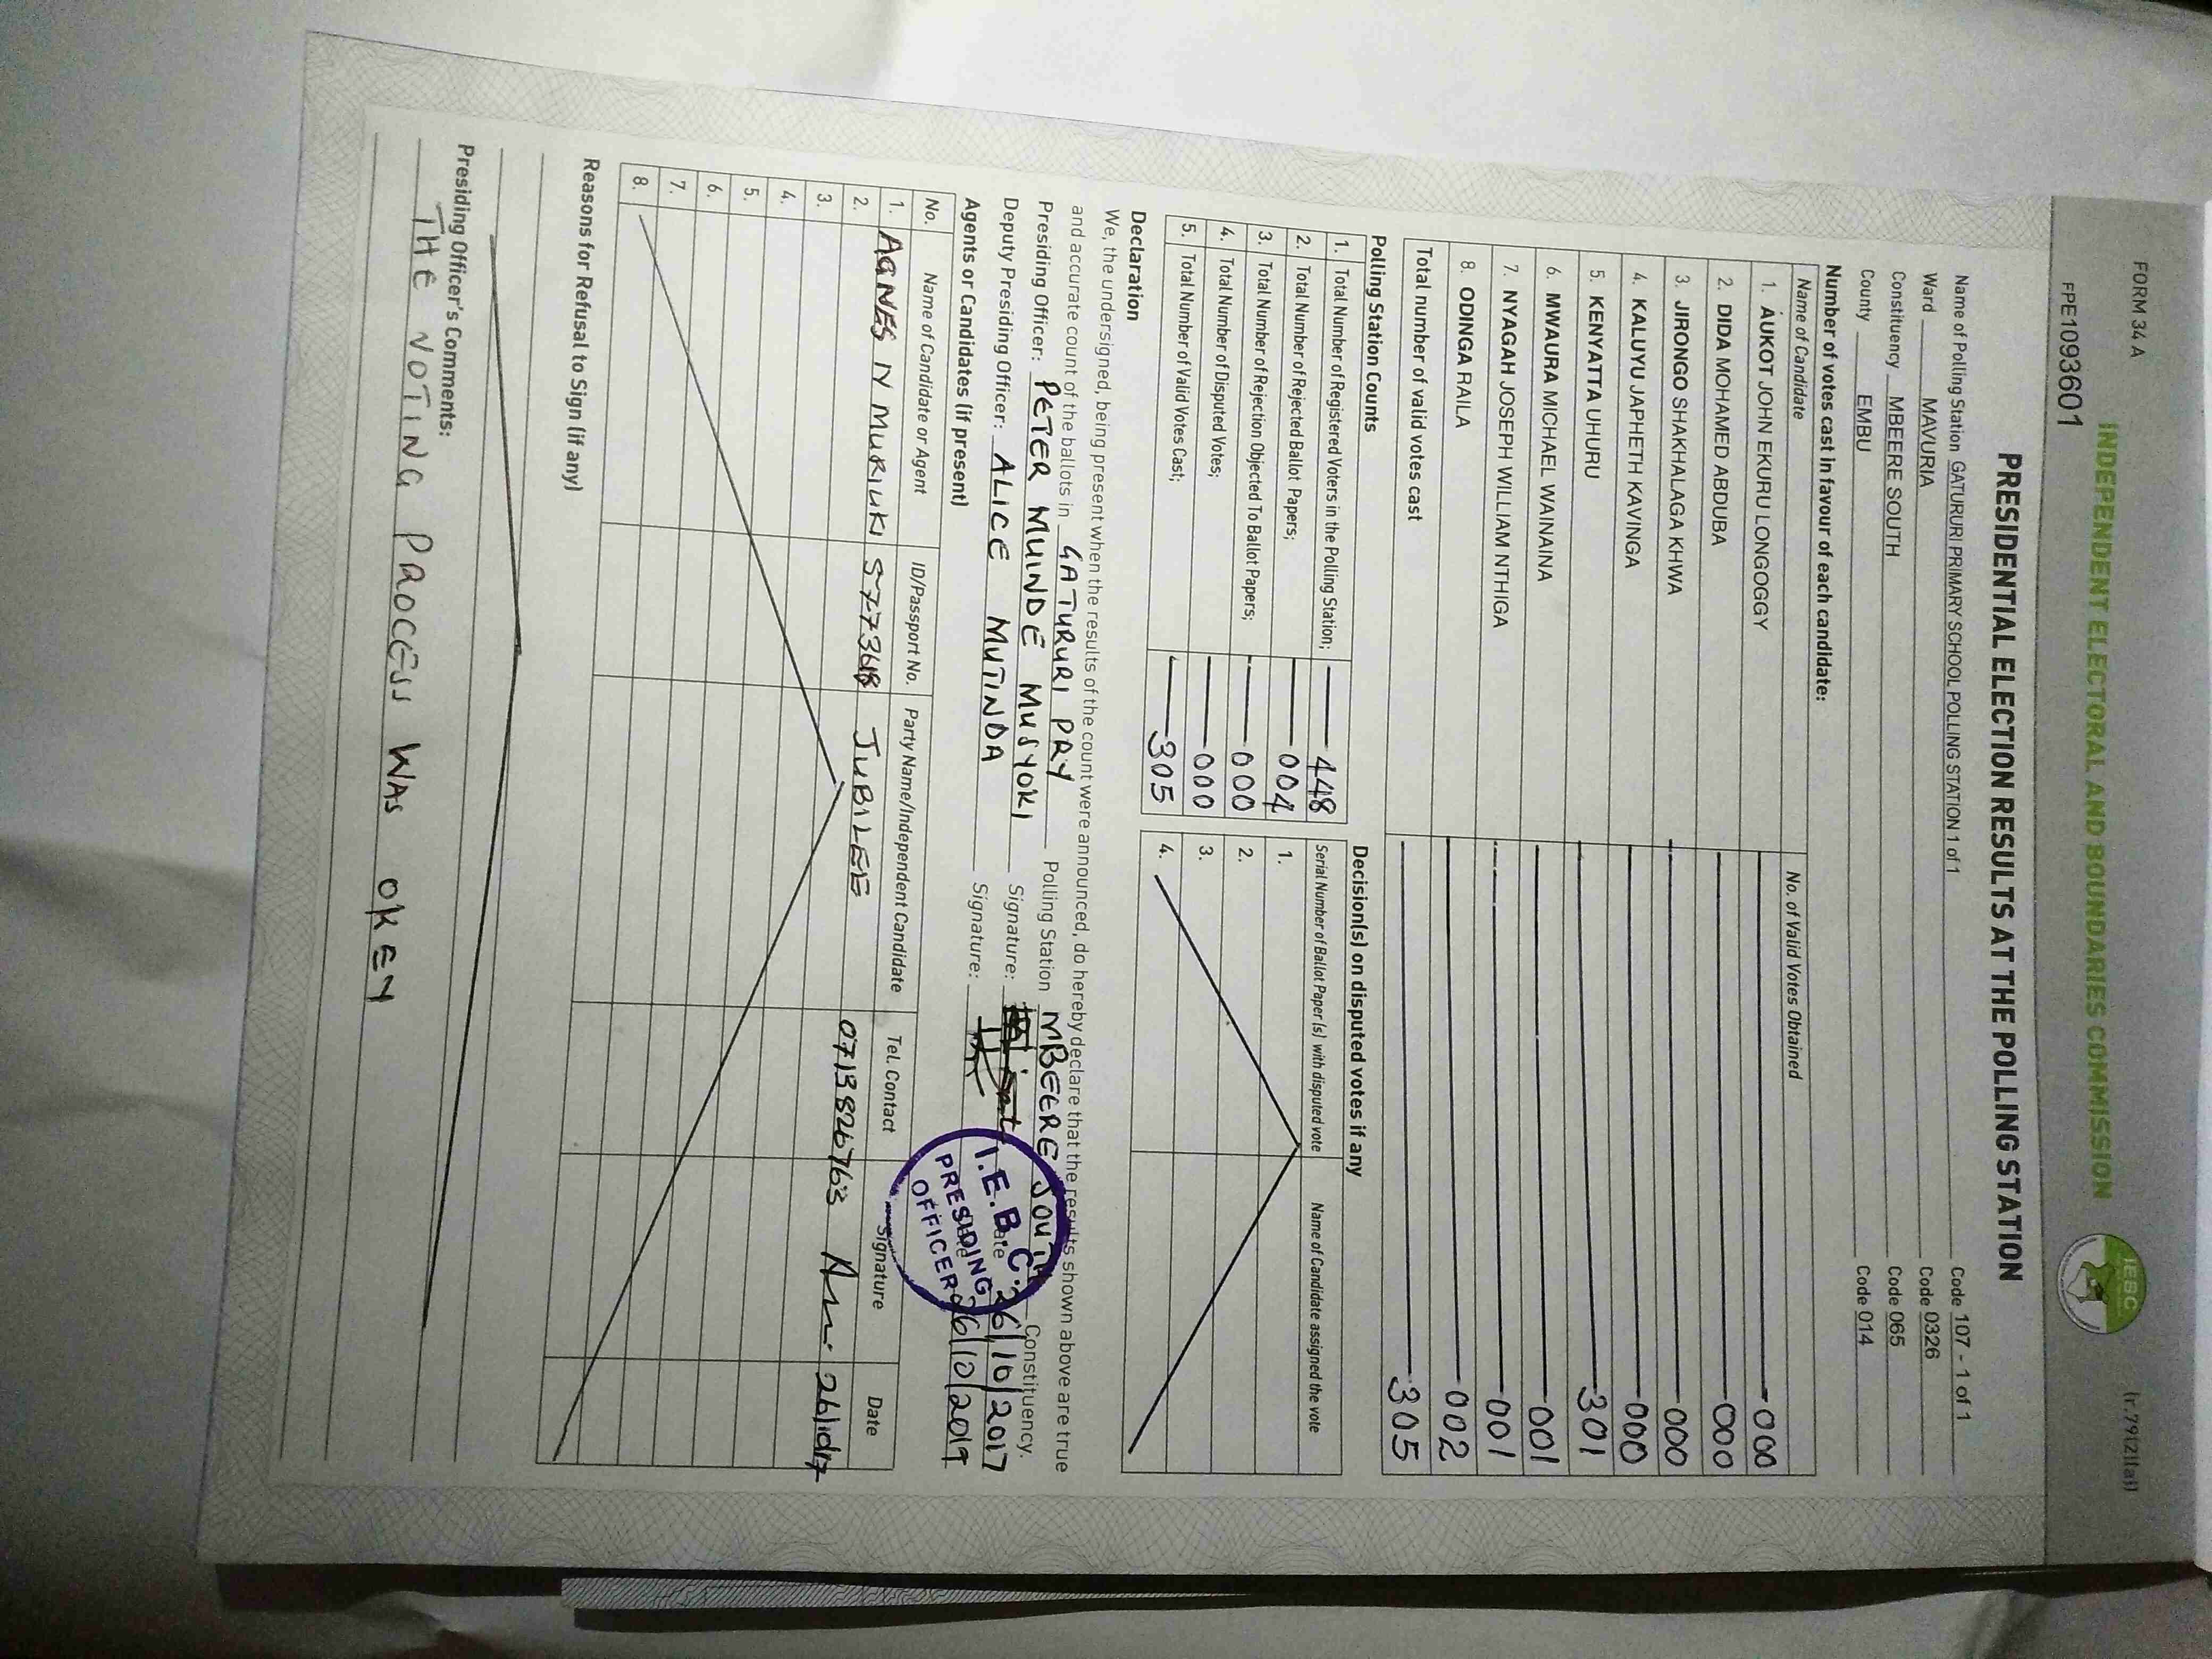 FORM 34 A
(r.79(2)(a))
INDEPENDENT ELECTORAL AND BOUNDARIES COMMISSION
IEBC
FPE1093601
PRESIDENTIAL ELECTION RESULTS AT THE POLLING STATION
Name of Polling Station GATURURI PRIMARY SCHOOL POLLING STATION 1 of 1 Code 107 - 1 of 1
Ward MAVURIA Code 0326
Constituency MBEERE SOUTH Code 065
County EMBU Code 014
Number of votes cast in favour of each candidate:
Name of Candidate No. of Valid Votes Obtained
1. AUKOT JOHN EKURU LONGOGGY 000
2. DIDA MOHAMED ABDUBA 000
3. JIRONGO SHAKHALAGA KHWA 000
4. KALUYU JAPHETH KAVINGA 000
5. KENYATTA UHURU 301
6. MWAURA MICHAEL WAINAINA 001
7. NYAGAH JOSEPH WILLIAM NTHIGA 001
8. ODINGA RAILA 002
Total number of valid votes cast 305
Polling Station Counts
1. Total Number of Registered Voters in the Polling Station; 448
2. Total Number of Rejected Ballot Papers; 004
3. Total Number of Rejection Objected To Ballot Papers; 000
4. Total Number of Disputed Votes; 000
5. Total Number of Valid Votes Cast; 305
Decision(s) on disputed votes if any
Serial Number of Ballot Paper (s) with disputed vote Name of Candidate assigned the vote
1.
2.
3.
4.
Declaration
We, the undersigned, being present when the results of the count were announced, do hereby declare that the results shown above are true
and accurate count of the ballots in GATURURI PRY Polling Station MBEERE SOUTH Constituency.
Presiding Officer: PETER MUINDE MUSYOKI Signature: Date 26/10/2017
Deputy Presiding Officer: ALICE MUTINDA Signature: 26/10/2017
I.E.B.C.
PRESIDING
OFFICER
Agents or Candidates (if present)
No. Name of Candidate or Agent ID/Passport No. Party Name/Independent Candidate Tel. Contact Signature Date
1. AGNES N MURIUKI 5773618 JUBILEE 0713826763 26/10/17
2.
3.
4.
5.
6.
7.
8.
Reasons for Refusal to Sign (if any)
Presiding Officer's Comments:
THE VOTING PROCESS WAS OKEY